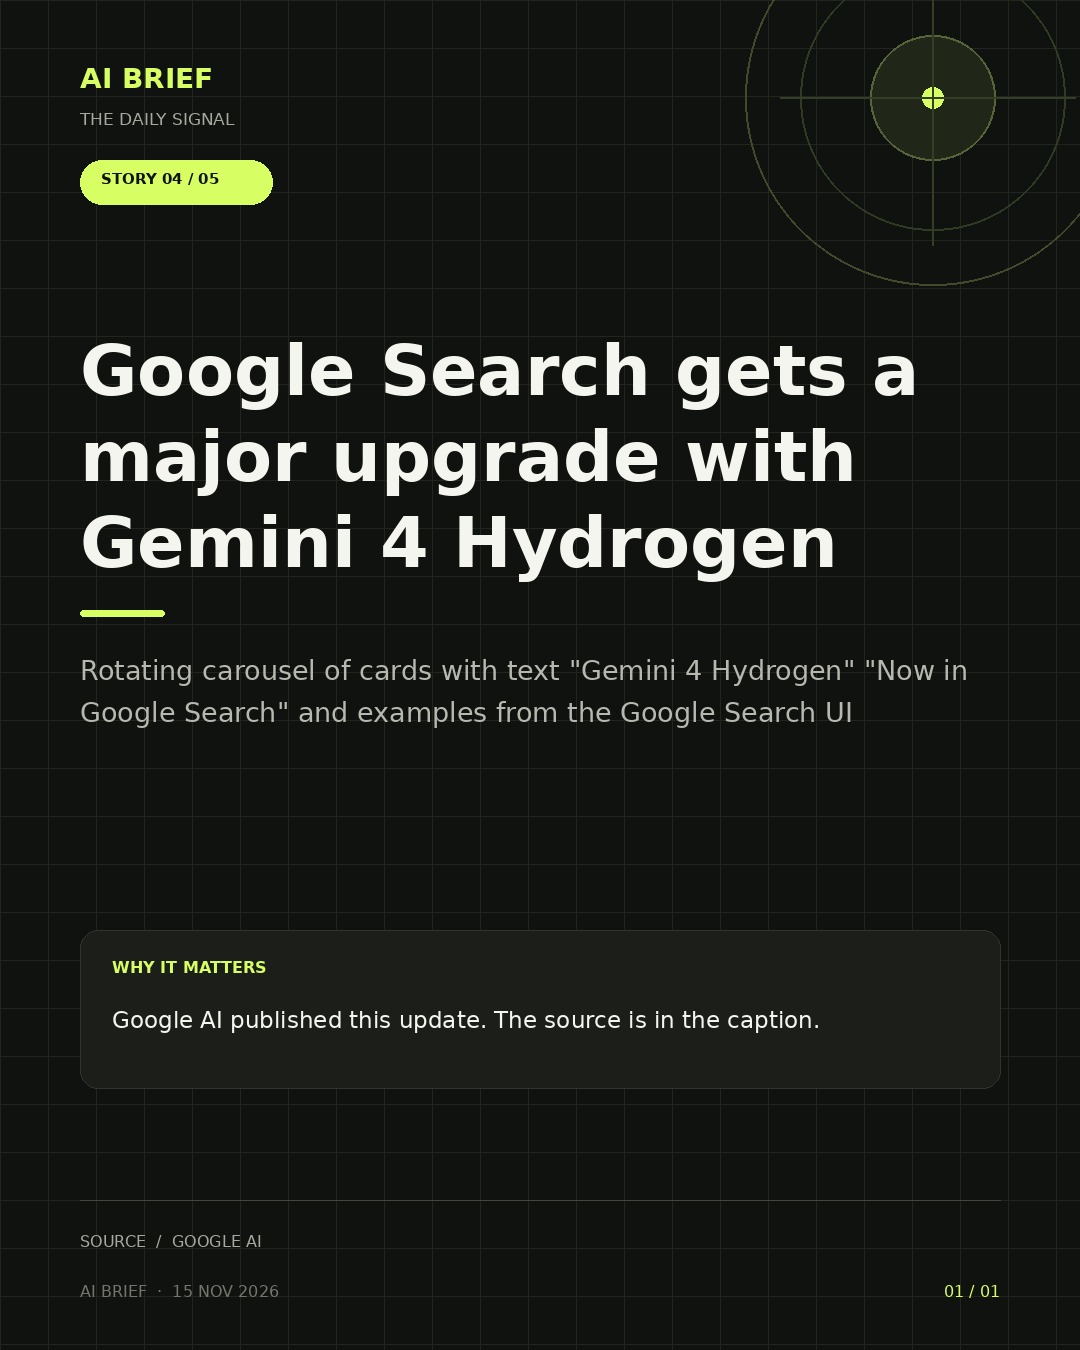 AI BRIEF
THE DAILY SIGNAL
STORY 04 / 05
Google Search gets a
major upgrade with
Gemini 4 Hydrogen
Rotating carousel of cards with text "Gemini 4 Hydrogen" "Now in
Google Search" and examples from the Google Search UI
WHY IT MATTERS
Google AI published this update. The source is in the caption.
SOURCE / GOOGLE AI
AI BRIEF · 15 NOV 2026
01 / 01